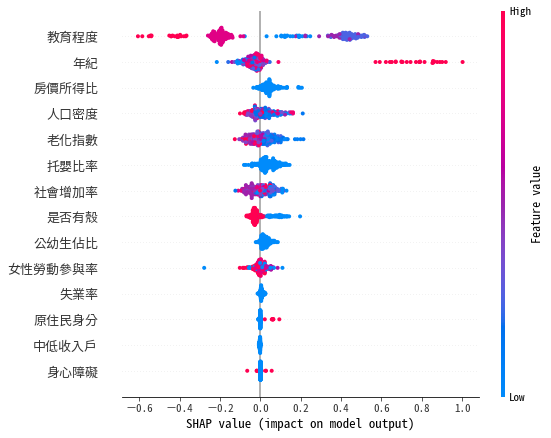 High
教育程度
年紀
房價所得比
人口密度
老化指數
托嬰比率
社會增加率
是否有殼
公幼生佔比
女性勞動參與率
失業率
原住民身分
中低收入戶
身心障礙
Feature value
Low
−0.6 −0.4 −0.2 0.0 0.2 0.4 0.6 0.8 1.0
SHAP value (impact on model output)